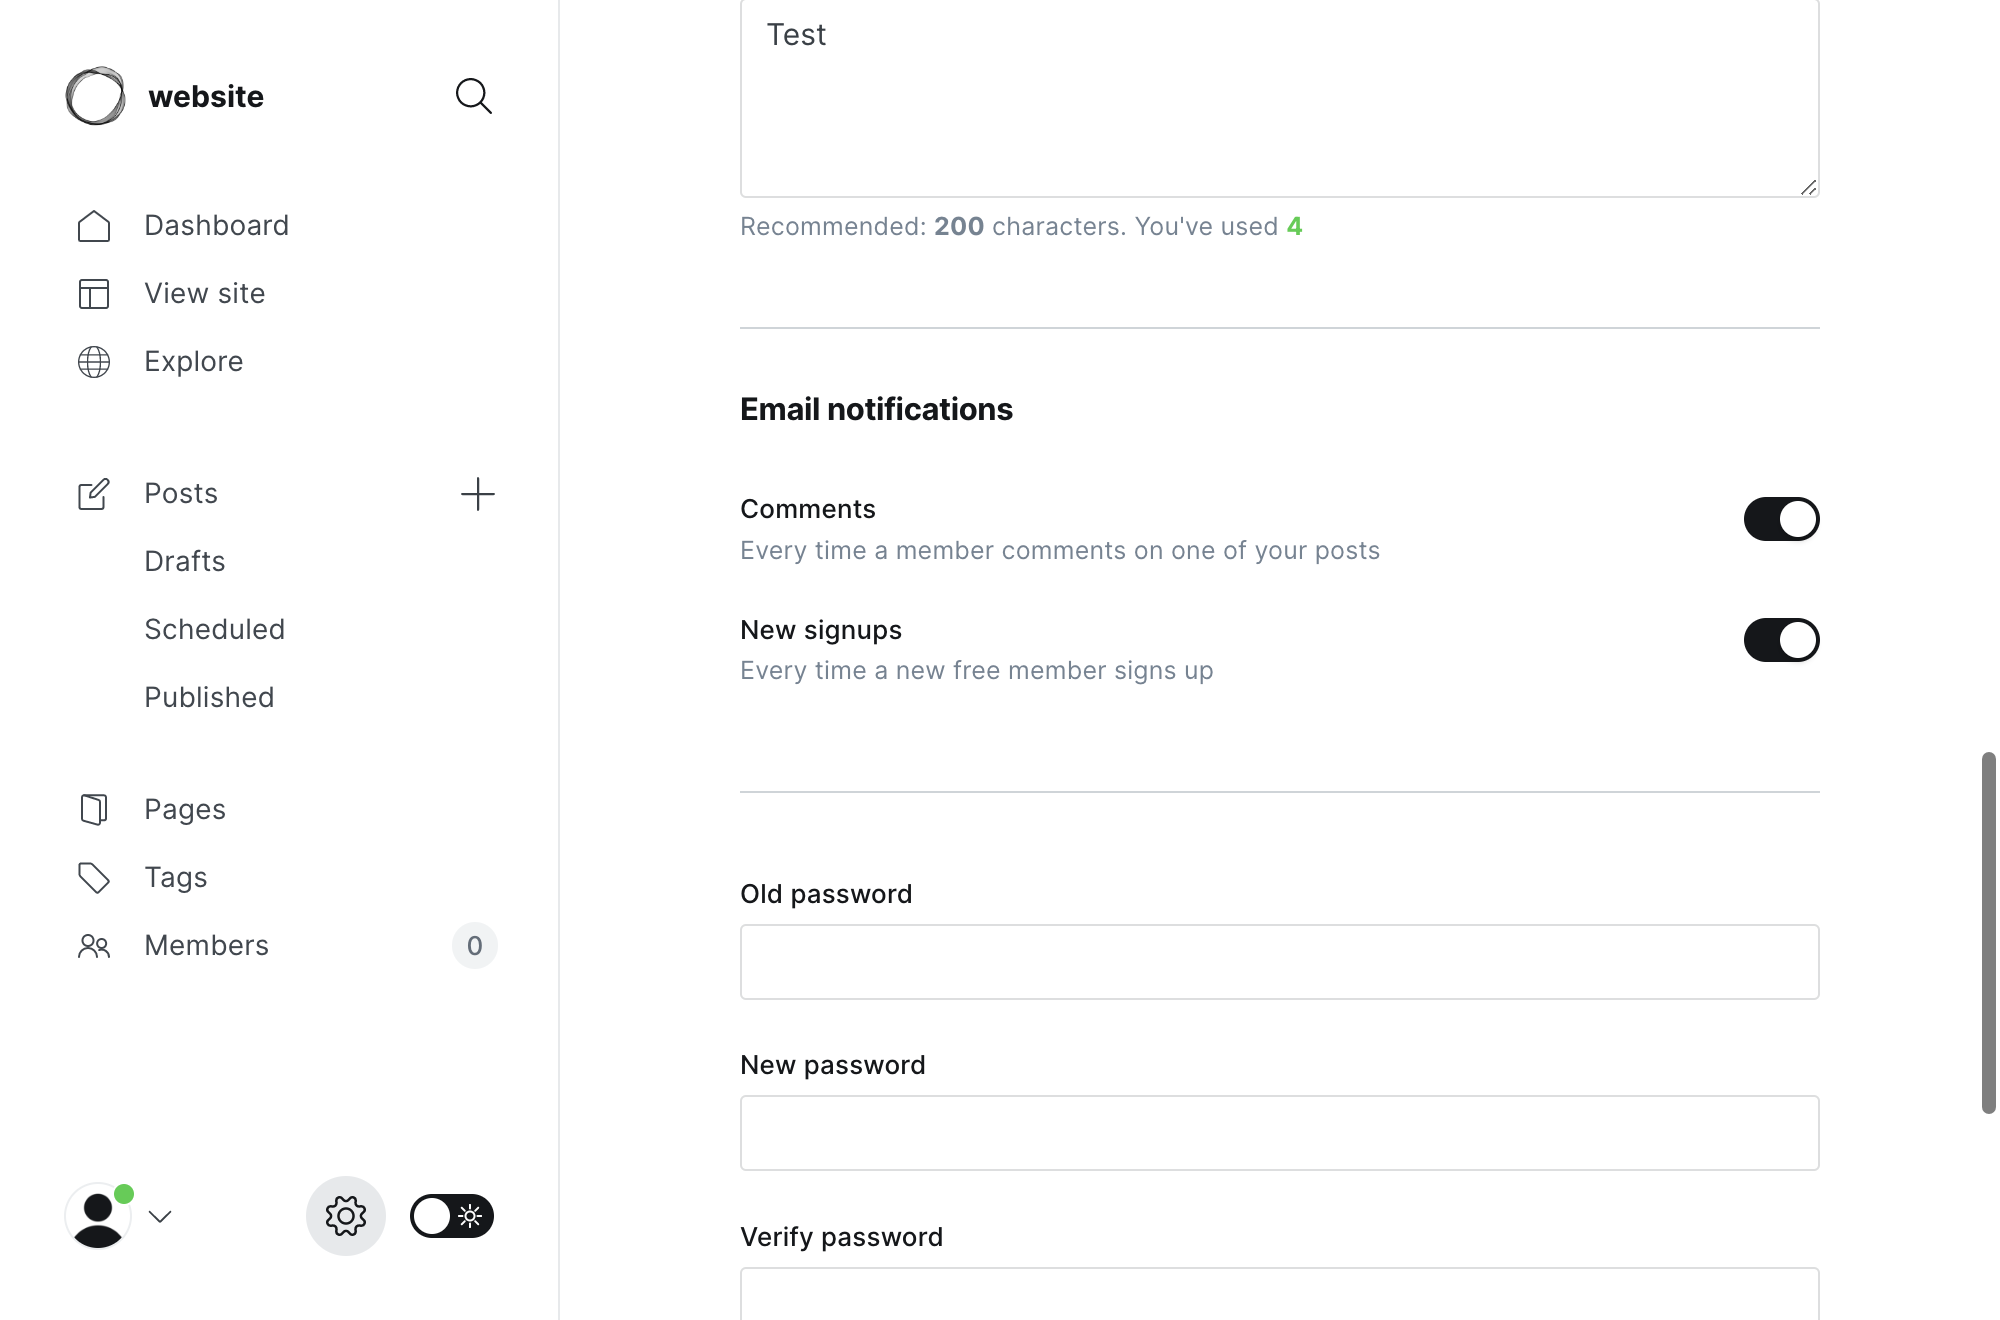 website
Dashboard
View site
Explore
Posts
Drafts
Scheduled
Published
Pages
Tags
Members
0
Test
Recommended: 200 characters. You've used 4
Email notifications
Comments
Every time a member comments on one of your posts
New signups
Every time a new free member signs up
Old password
New password
Verify password